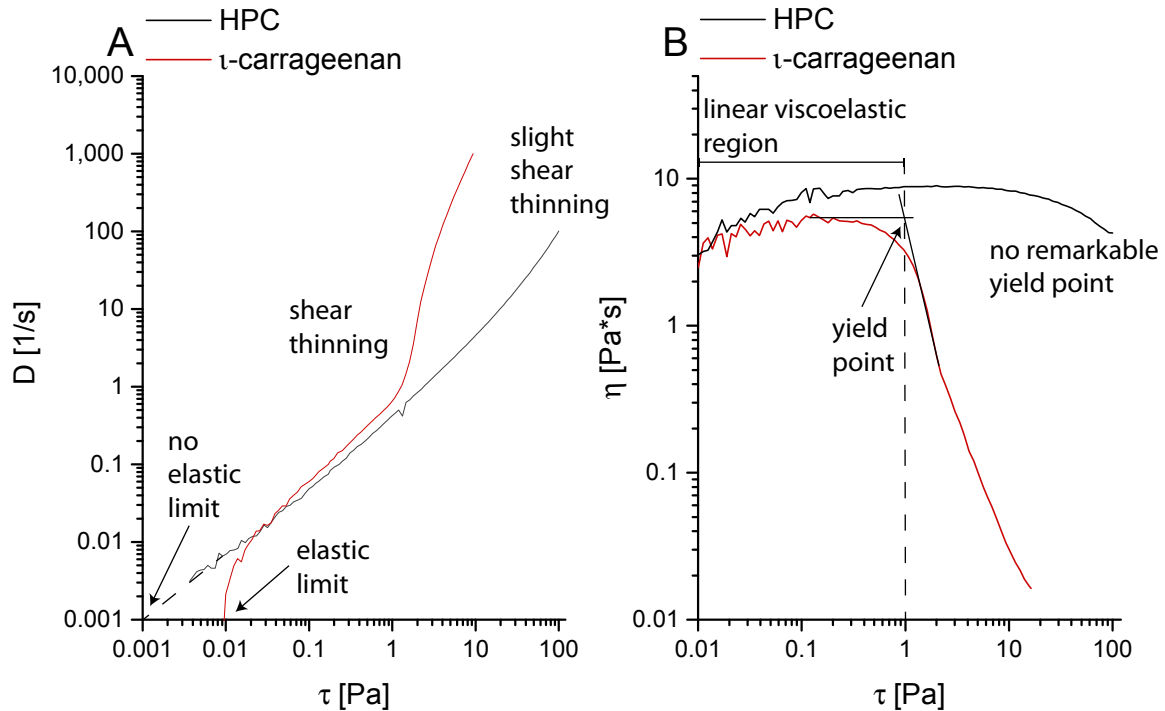 A
HPC
ι-carrageenan
10,000
1,000
100
10
1
0.1
0.01
0.001
D [1/s]
slight
shear
thinning
shear
thinning
no
elastic
limit
elastic
limit
0.001
0.01
0.1
1
10
100
τ [Pa]
B
HPC
ι-carrageenan
linear viscoelastic
region
10
1
0.1
0.01
η [Pa*s]
no remarkable
yield point
yield
point
0.01
0.1
1
10
100
τ [Pa]